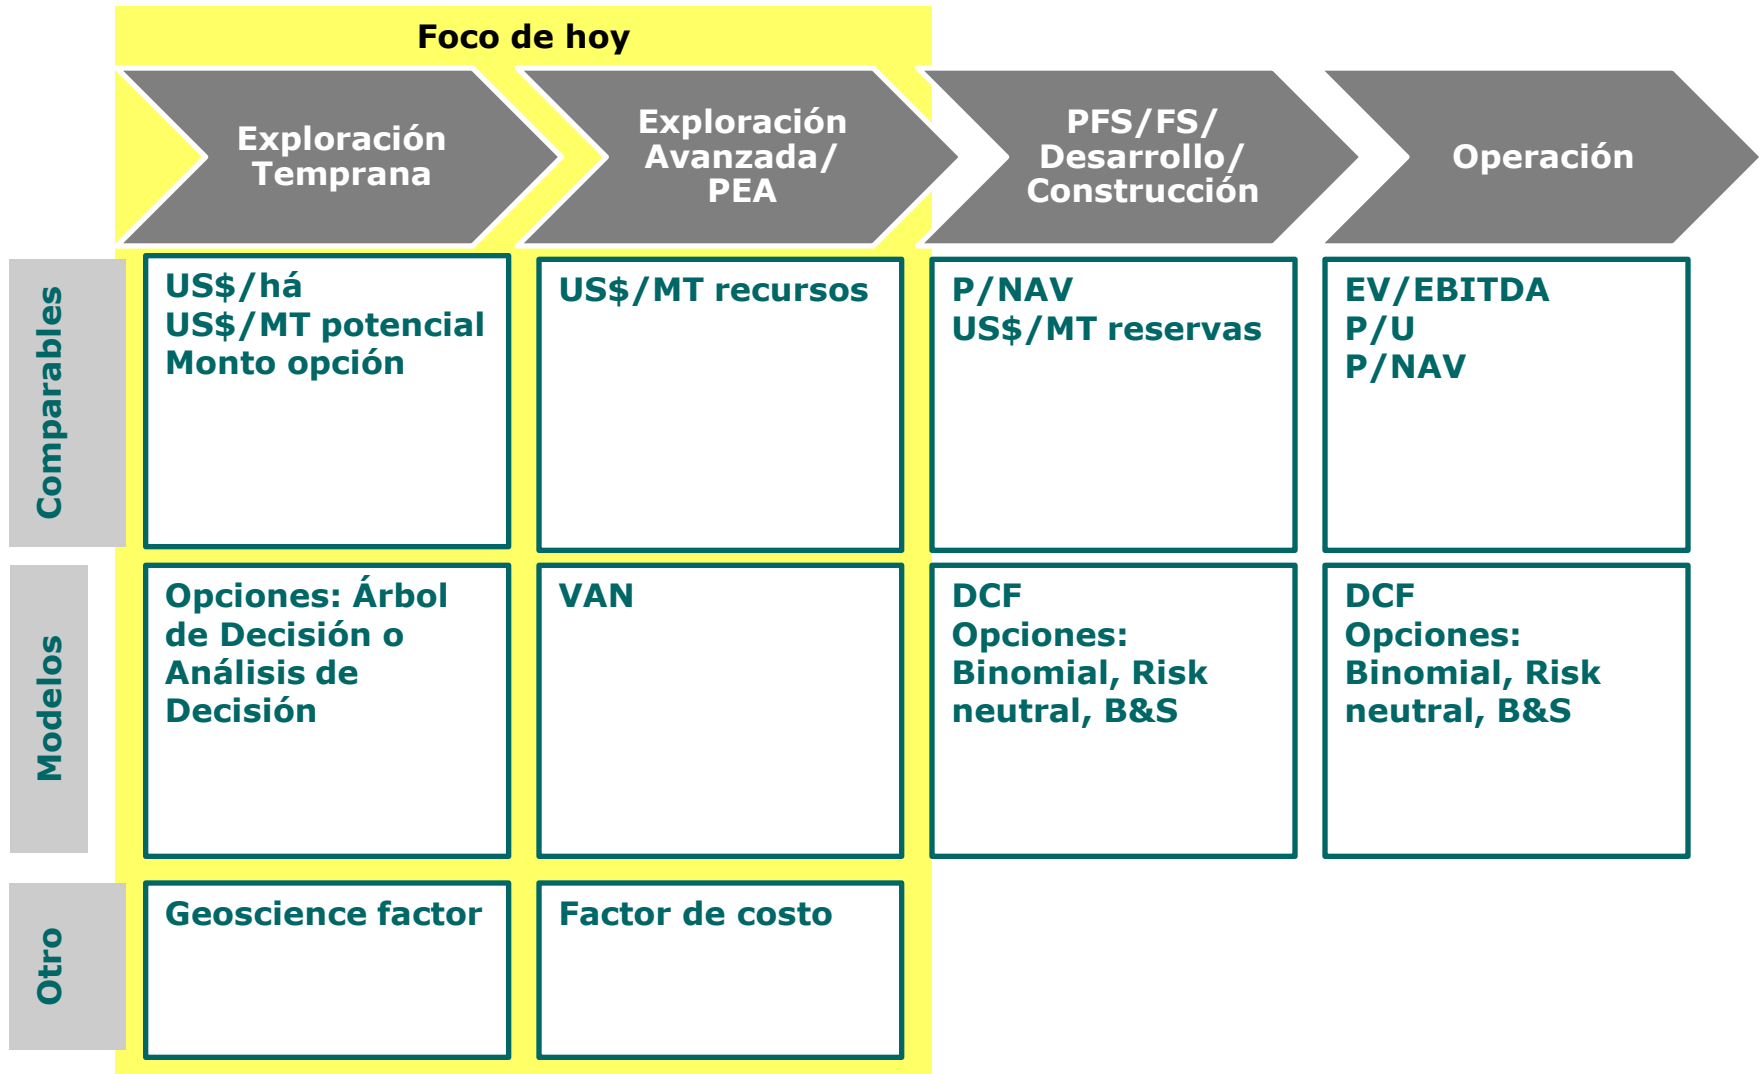 Foco de hoy
Exploración
Temprana
Exploración
Avanzada/
PEA
PFS/FS/
Desarrollo/
Construcción
Operación
Comparables
US$/há
US$/MT potencial
Monto opción
US$/MT recursos
P/NAV
US$/MT reservas
EV/EBITDA
P/U
P/NAV
Modelos
Opciones: Árbol
de Decisión o
Análisis de
Decisión
VAN
DCF
Opciones:
Binomial, Risk
neutral, B&S
DCF
Opciones:
Binomial, Risk
neutral, B&S
Otro
Geoscience factor
Factor de costo